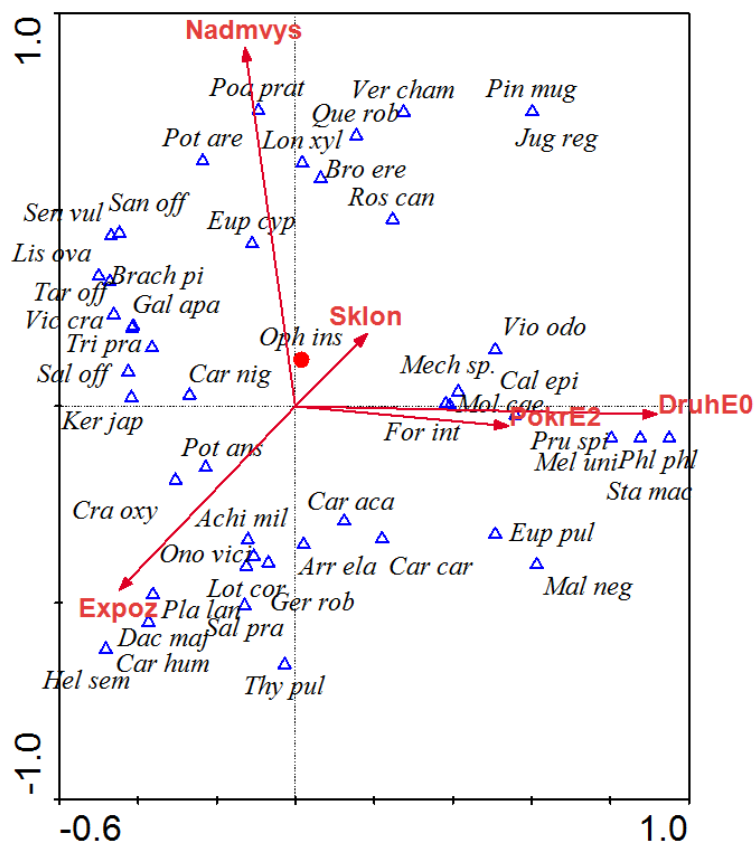 1.0
Nadmvys
Poa prat
Ver cham
Pin mug
Que rob
Pot are
Lon xyl
Jug reg
Bro ere
Ros can
San off
Sen vul
Eup cyp
Lis ova
Brach pi
Tar off
Gal apa
Vic cra
Sklon
Oph ins
Vio odo
Tri pra
Mech sp.
Sal off
Car nig
Cal epi
Mol cae
DruhE0
Ker jap
PokrE2
For int
Pot ans
Pru spi
Mel uni
Phl phl
Sta mac
Cra oxy
Car aca
Achi mil
Eup pul
Ono vici
Arr ela
Car car
Mal neg
Lot cor
Ger rob
Expoz
Pla lan
Sal pra
Dac maj
Car hum
Hel sem
Thy pul
-1.0
-0.6
1.0